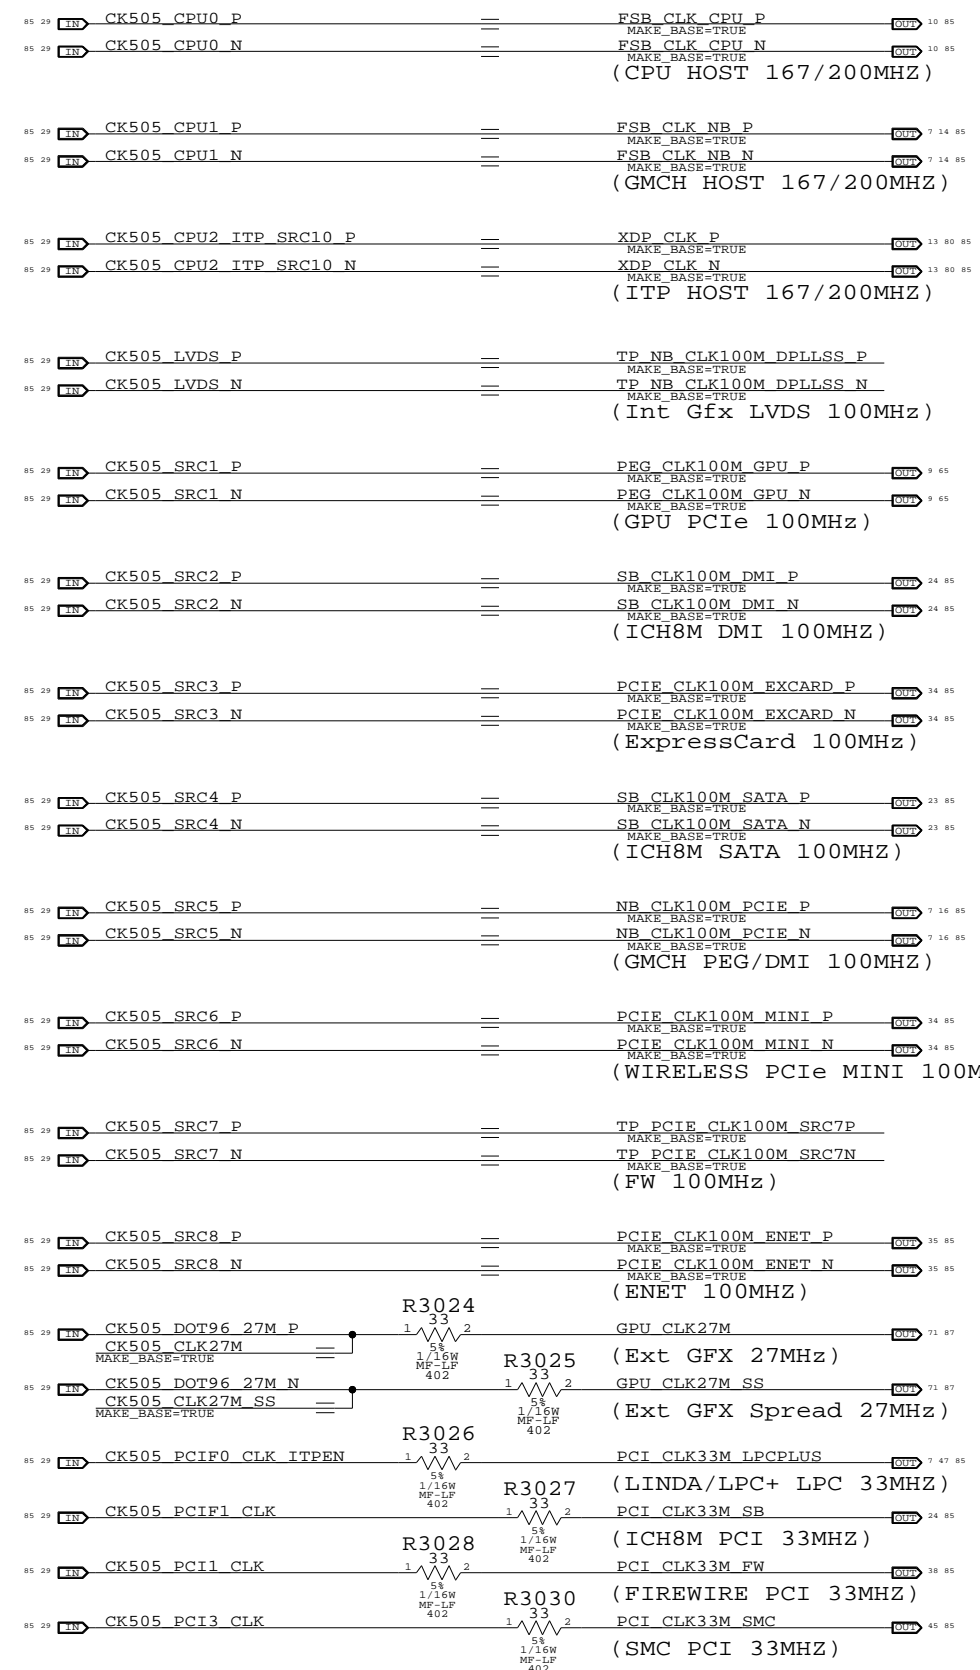 85 29 IN CK505_CPU0_P FSB_CLK_CPU_P OUT 10 85
MAKE_BASE=TRUE
85 29 IN CK505_CPU0_N FSB_CLK_CPU_N OUT 10 85
MAKE_BASE=TRUE
(CPU HOST 167/200MHZ)
85 29 IN CK505_CPU1_P FSB_CLK_NB_P OUT 7 14 85
MAKE_BASE=TRUE
85 29 IN CK505_CPU1_N FSB_CLK_NB_N OUT 7 14 85
MAKE_BASE=TRUE
(GMCH HOST 167/200MHZ)
85 29 IN CK505_CPU2_ITP_SRC10_P XDP_CLK_P OUT 13 80 85
MAKE_BASE=TRUE
85 29 IN CK505_CPU2_ITP_SRC10_N XDP_CLK_N OUT 13 80 85
MAKE_BASE=TRUE
(ITP HOST 167/200MHZ)
85 29 IN CK505_LVDS_P TP_NB_CLK100M_DPLLSS_P
MAKE_BASE=TRUE
85 29 IN CK505_LVDS_N TP_NB_CLK100M_DPLLSS_N
MAKE_BASE=TRUE
(Int Gfx LVDS 100MHz)
85 29 IN CK505_SRC1_P PEG_CLK100M_GPU_P OUT 9 65
MAKE_BASE=TRUE
85 29 IN CK505_SRC1_N PEG_CLK100M_GPU_N OUT 9 65
MAKE_BASE=TRUE
(GPU PCIe 100MHz)
85 29 IN CK505_SRC2_P SB_CLK100M_DMI_P OUT 24 85
MAKE_BASE=TRUE
85 29 IN CK505_SRC2_N SB_CLK100M_DMI_N OUT 24 85
MAKE_BASE=TRUE
(ICH8M DMI 100MHZ)
85 29 IN CK505_SRC3_P PCIE_CLK100M_EXCARD_P OUT 34 85
MAKE_BASE=TRUE
85 29 IN CK505_SRC3_N PCIE_CLK100M_EXCARD_N OUT 34 85
MAKE_BASE=TRUE
(ExpressCard 100MHz)
85 29 IN CK505_SRC4_P SB_CLK100M_SATA_P OUT 23 85
MAKE_BASE=TRUE
85 29 IN CK505_SRC4_N SB_CLK100M_SATA_N OUT 23 85
MAKE_BASE=TRUE
(ICH8M SATA 100MHZ)
85 29 IN CK505_SRC5_P NB_CLK100M_PCIE_P OUT 7 16 85
MAKE_BASE=TRUE
85 29 IN CK505_SRC5_N NB_CLK100M_PCIE_N OUT 7 16 85
MAKE_BASE=TRUE
(GMCH PEG/DMI 100MHZ)
85 29 IN CK505_SRC6_P PCIE_CLK100M_MINI_P OUT 34 85
MAKE_BASE=TRUE
85 29 IN CK505_SRC6_N PCIE_CLK100M_MINI_N OUT 34 85
MAKE_BASE=TRUE
(WIRELESS PCIe MINI 100M
85 29 IN CK505_SRC7_P TP_PCIE_CLK100M_SRC7P
MAKE_BASE=TRUE
85 29 IN CK505_SRC7_N TP_PCIE_CLK100M_SRC7N
MAKE_BASE=TRUE
(FW 100MHz)
85 29 IN CK505_SRC8_P PCIE_CLK100M_ENET_P OUT 35 85
MAKE_BASE=TRUE
85 29 IN CK505_SRC8_N PCIE_CLK100M_ENET_N OUT 35 85
MAKE_BASE=TRUE
(ENET 100MHZ)
R3024
33
85 29 IN CK505_DOT96_27M_P 1 2 GPU_CLK27M OUT 71 87
CK505_CLK27M 5%
MAKE_BASE=TRUE 1/16W (Ext GFX 27MHz)
MF-LF
402
R3025
33
85 29 IN CK505_DOT96_27M_N 1 2 GPU_CLK27M_SS OUT 71 87
CK505_CLK27M_SS 5%
MAKE_BASE=TRUE 1/16W (Ext GFX Spread 27MHz)
MF-LF
402
R3026
33
85 29 IN CK505_PCIF0_CLK_ITPEN 1 2 PCI_CLK33M_LPCPLUS OUT 7 47 85
5%
1/16W (LINDA/LPC+ LPC 33MHZ)
MF-LF
402
R3027
33
85 29 IN CK505_PCIF1_CLK 1 2 PCI_CLK33M_SB OUT 24 85
5%
1/16W (ICH8M PCI 33MHZ)
MF-LF
402
R3028
33
85 29 IN CK505_PCI1_CLK 1 2 PCI_CLK33M_FW OUT 38 85
5%
1/16W (FIREWIRE PCI 33MHZ)
MF-LF
402
R3030
33
85 29 IN CK505_PCI3_CLK 1 2 PCI_CLK33M_SMC OUT 45 85
5%
1/16W (SMC PCI 33MHZ)
MF-LF
402